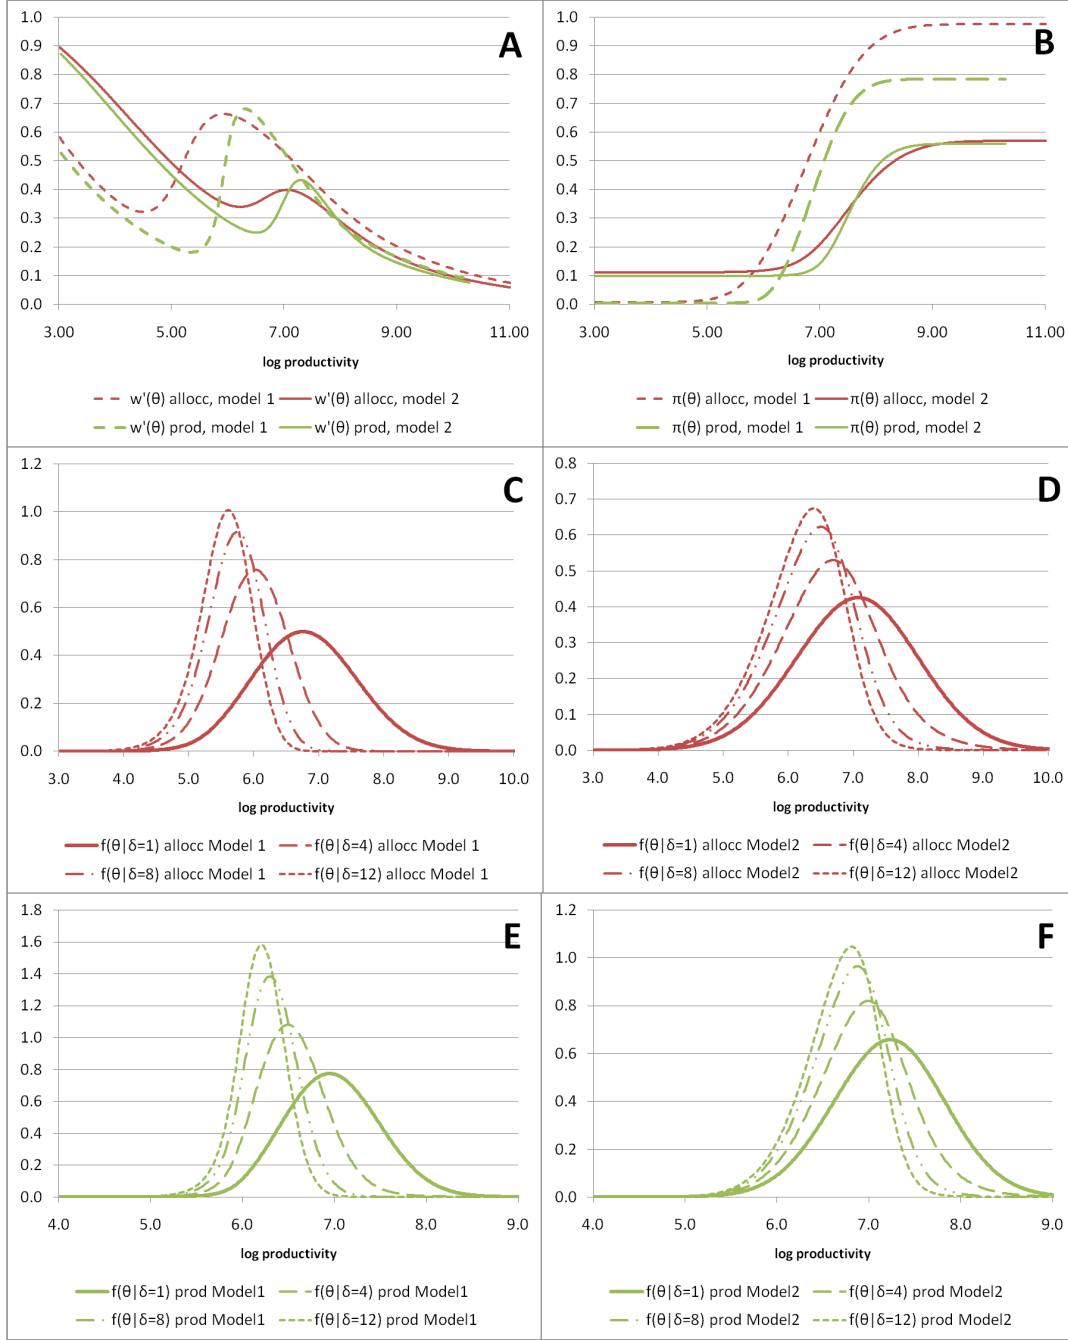 A
1.0
0.9
0.8
0.7
0.6
0.5
0.4
0.3
0.2
0.1
0.0
3.00 5.00 7.00 9.00 11.00
log productivity
w'(θ) allocc, model 1 w'(θ) allocc, model 2
w'(θ) prod, model 1 w'(θ) prod, model 2
B
1.0
0.9
0.8
0.7
0.6
0.5
0.4
0.3
0.2
0.1
0.0
3.00 5.00 7.00 9.00 11.00
log productivity
π(θ) allocc, model 1 π(θ) allocc, model 2
π(θ) prod, model 1 π(θ) prod, model 2
C
1.2
1.0
0.8
0.6
0.4
0.2
0.0
3.0 4.0 5.0 6.0 7.0 8.0 9.0 10.0
log productivity
f(θ|δ=1) allocc Model 1 f(θ|δ=4) allocc Model 1
f(θ|δ=8) allocc Model 1 f(θ|δ=12) allocc Model 1
D
0.8
0.7
0.6
0.5
0.4
0.3
0.2
0.1
0.0
3.0 4.0 5.0 6.0 7.0 8.0 9.0 10.0
log productivity
f(θ|δ=1) allocc Model2 f(θ|δ=4) allocc Model2
f(θ|δ=8) allocc Model2 f(θ|δ=12) allocc Model2
E
1.8
1.6
1.4
1.2
1.0
0.8
0.6
0.4
0.2
0.0
4.0 5.0 6.0 7.0 8.0 9.0
log productivity
f(θ|δ=1) prod Model1 f(θ|δ=4) prod Model1
f(θ|δ=8) prod Model1 f(θ|δ=12) prod Model1
F
1.2
1.0
0.8
0.6
0.4
0.2
0.0
4.0 5.0 6.0 7.0 8.0 9.0
log productivity
f(θ|δ=1) prod Model2 f(θ|δ=4) prod Model2
f(θ|δ=8) prod Model2 f(θ|δ=12) prod Model2